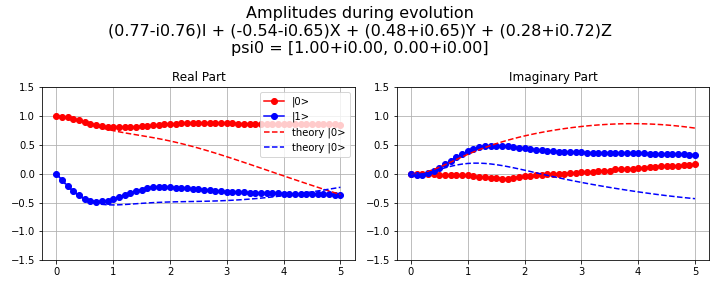 Amplitudes during evolution
(0.77-i0.76)I + (-0.54-i0.65)X + (0.48+i0.65)Y + (0.28+i0.72)Z
psi0 = [1.00+i0.00, 0.00+i0.00]
Real Part
1.5
1.0
0.5
0.0
−0.5
−1.0
−1.5
0 1 2 3 4 5
|0>
|1>
theory |0>
theory |0>
Imaginary Part
1.5
1.0
0.5
0.0
−0.5
−1.0
−1.5
0 1 2 3 4 5